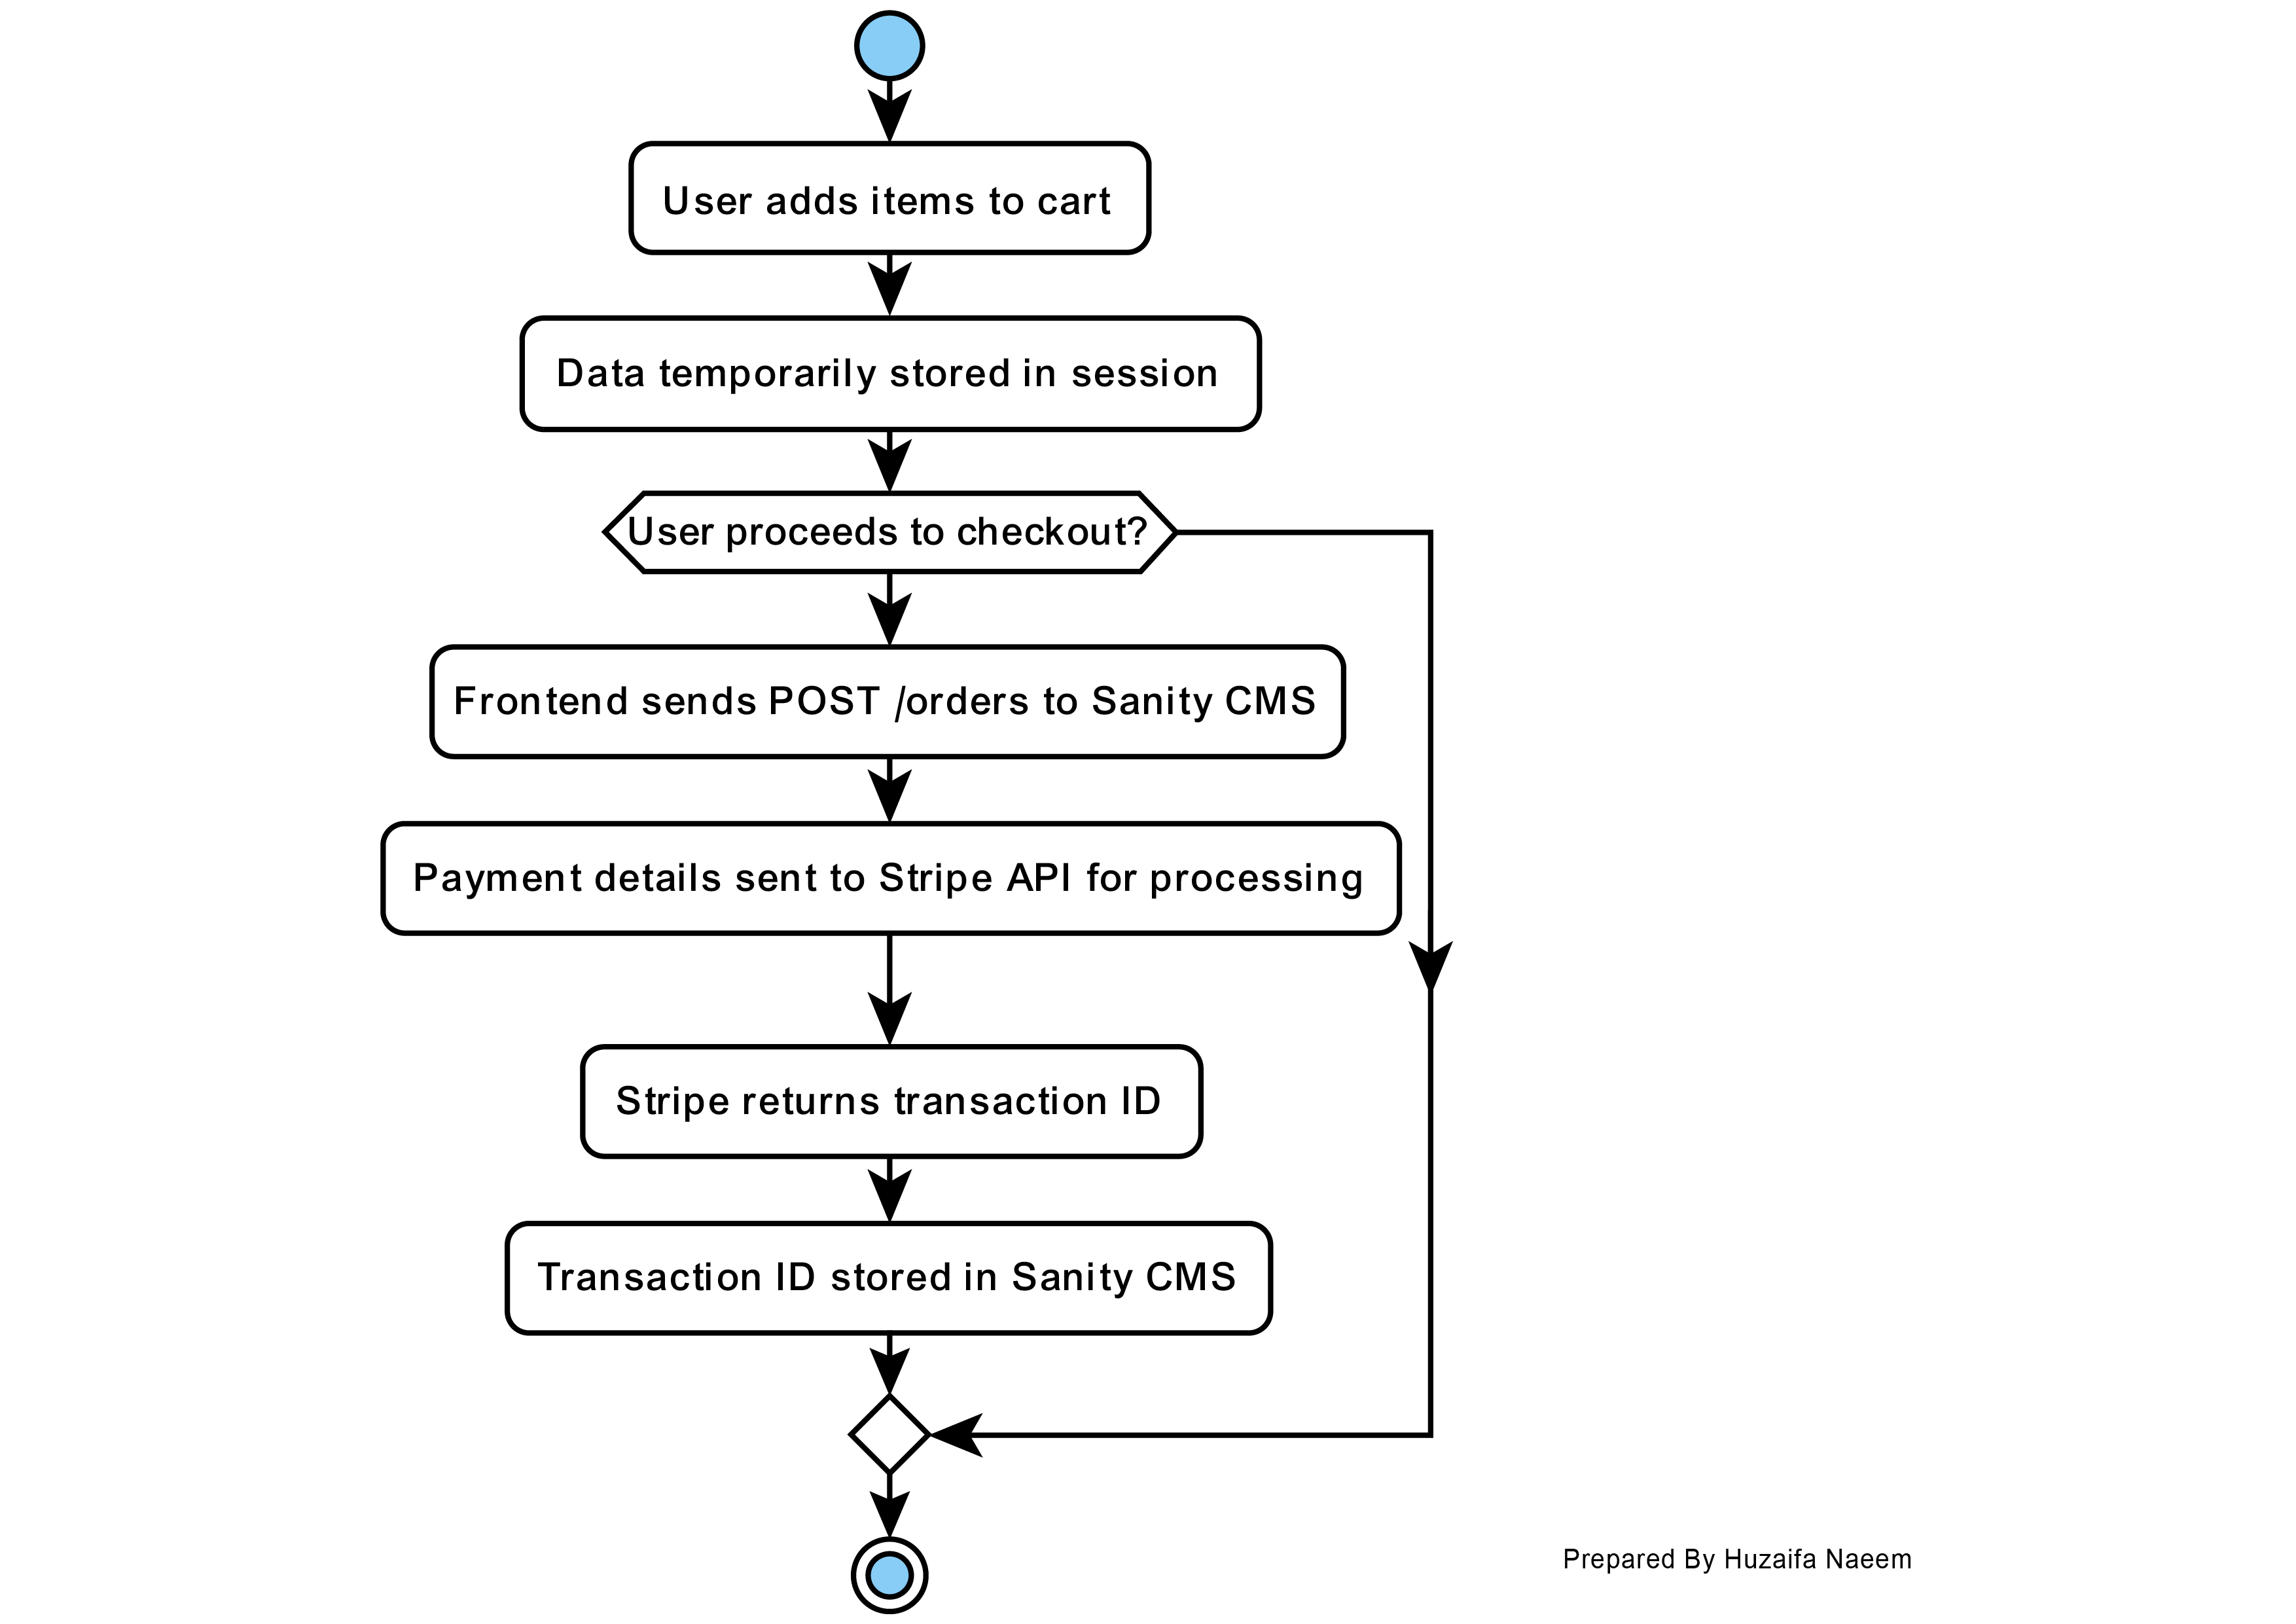 User adds items to cart
Data temporarily stored in session
User proceeds to checkout?
Frontend sends POST /orders to Sanity CMS
Payment details sent to Stripe API for processing
Stripe returns transaction ID
Transaction ID stored in Sanity CMS
Prepared By Huzaifa Naeem